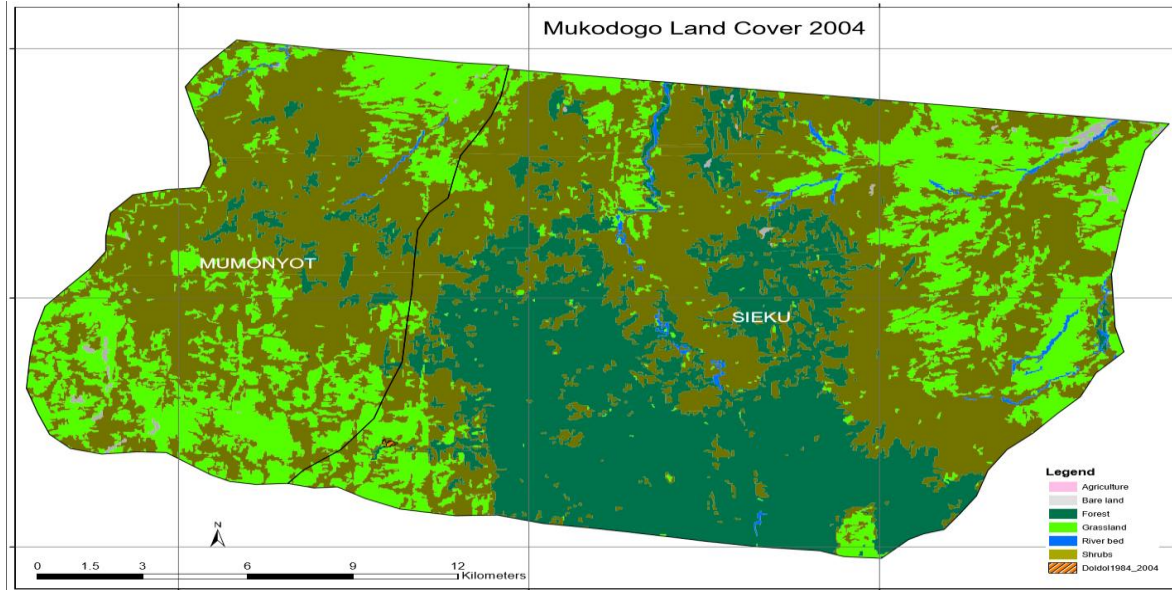 Mukodogo Land Cover 2004
MUMONYOT
SIEKU
Legend
Agriculture
Bare land
Forest
Grassland
River bed
Shrubs
Doldol1984_2004
N
0 1.5 3 6 9 12
Kilometers